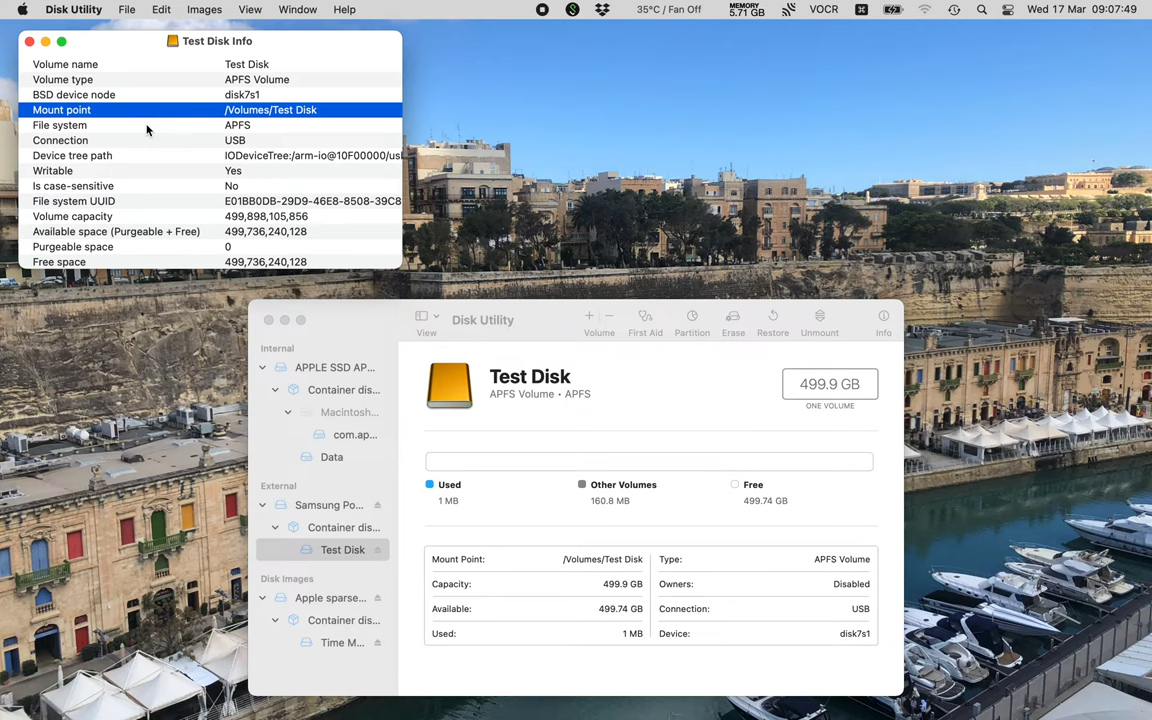 Disk Utility File Edit Images View Window Help 35°C / Fan Off MEMORY 5.71 GB VOCR Wed 17 Mar 09:07:49
Test Disk Info
Volume name Test Disk
Volume type APFS Volume
BSD device node disk7s1
Mount point /Volumes/Test Disk
File system APFS
Connection USB
Device tree path IODeviceTree:/arm-io@10F00000/usl
Writable Yes
Is case-sensitive No
File system UUID E01BB0DB-29D9-46E8-8508-39C8
Volume capacity 499,898,105,856
Available space (Purgeable + Free) 499,736,240,128
Purgeable space 0
Free space 499,736,240,128
Disk Utility
View Volume First Aid Partition Erase Restore Unmount Info
Internal
APPLE SSD AP...
Container dis...
Macintosh...
com.ap...
Data
External
Samsung Po...
Container dis...
Test Disk
Disk Images
Apple sparse...
Container dis...
Time M...
Test Disk
APFS Volume • APFS
499.9 GB
ONE VOLUME
Used
1 MB
Other Volumes
160.8 MB
Free
499.74 GB
Mount Point: /Volumes/Test Disk
Capacity: 499.9 GB
Available: 499.74 GB
Used: 1 MB
Type: APFS Volume
Owners: Disabled
Connection: USB
Device: disk7s1